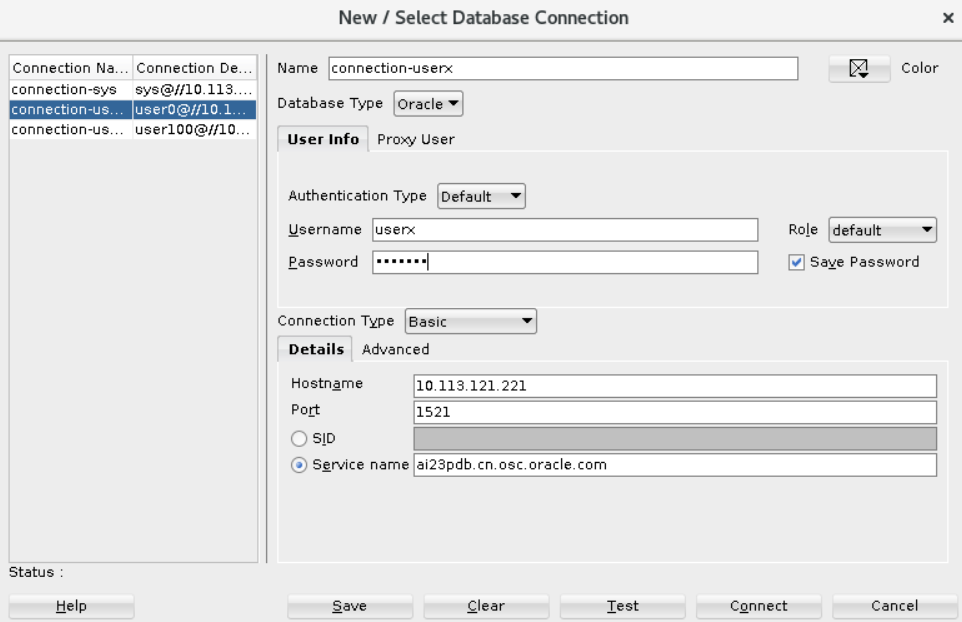 New / Select Database Connection
Connection Na... Connection De...
connection-sys sys@//10.113....
connection-us... user0@//10.1...
connection-us... user100@//10...
Name connection-userx Color
Database Type Oracle
User Info Proxy User
Authentication Type Default
Username userx Role default
Password ••••••• Save Password
Connection Type Basic
Details Advanced
Hostname 10.113.121.221
Port 1521
SID
Service name ai23pdb.cn.osc.oracle.com
Status :
Help Save Clear Test Connect Cancel